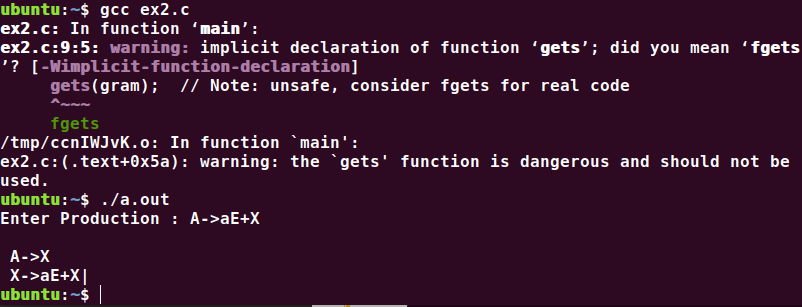 ubuntu:~$ gcc ex2.c
ex2.c: In function ‘main’:
ex2.c:9:5: warning: implicit declaration of function ‘gets’; did you mean ‘fgets
’? [-Wimplicit-function-declaration]
     gets(gram);  // Note: unsafe, consider fgets for real code
     ^~~~
     fgets
/tmp/ccnIWJvK.o: In function `main':
ex2.c:(.text+0x5a): warning: the `gets' function is dangerous and should not be
used.
ubuntu:~$ ./a.out
Enter Production : A->aE+X

 A->X
 X->aE+X|
ubuntu:~$